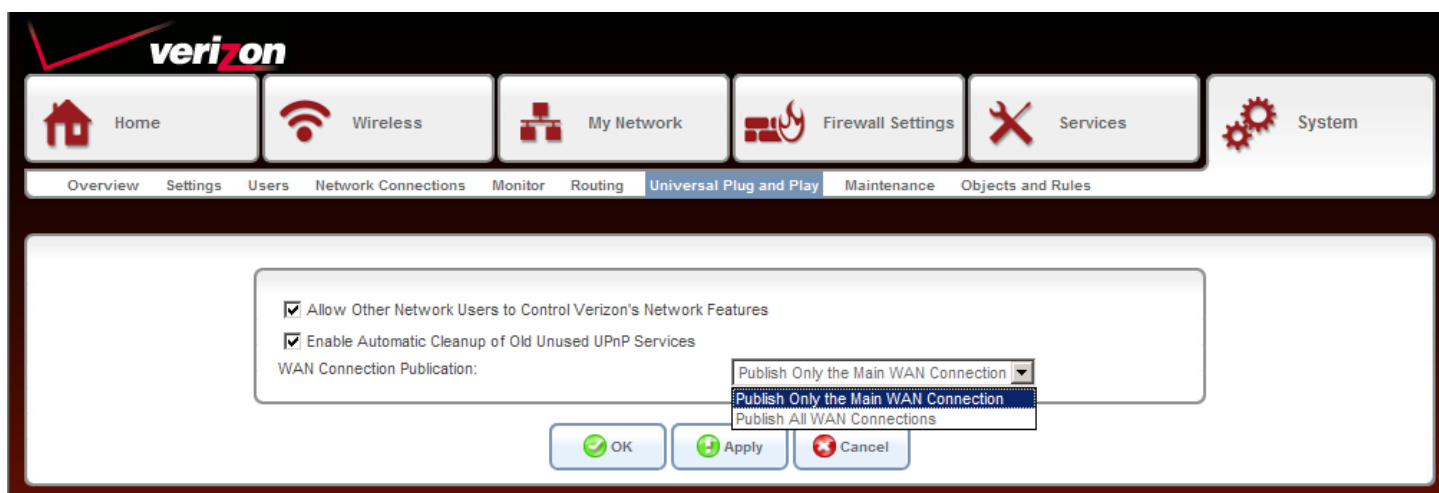 verizon
Home Wireless My Network Firewall Settings Services System
Overview Settings Users Network Connections Monitor Routing Universal Plug and Play Maintenance Objects and Rules
Allow Other Network Users to Control Verizon's Network Features
Enable Automatic Cleanup of Old Unused UPnP Services
WAN Connection Publication: Publish Only the Main WAN Connection
Publish Only the Main WAN Connection
Publish All WAN Connections
OK Apply Cancel